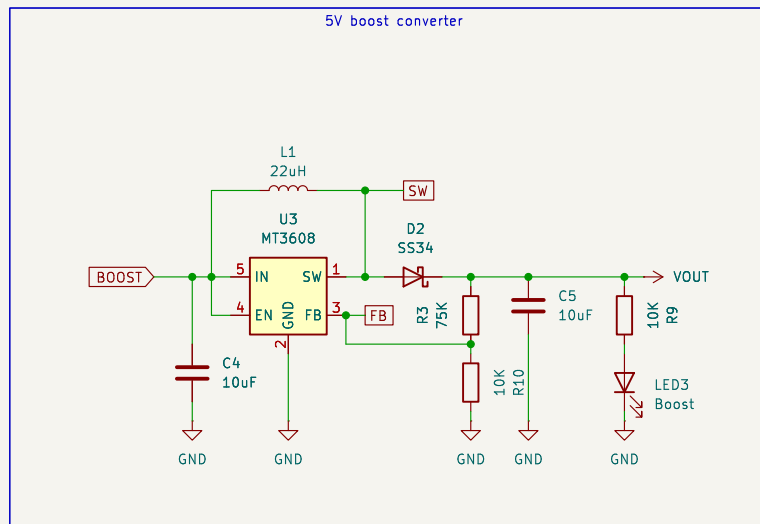 5V boost converter
L1
22uH
SW
U3
MT3608
D2
SS34
BOOST
5
IN
SW
1
VOUT
4
EN
GND
FB
3
FB
2
R3
75K
C5
10uF
10K
R9
C4
10uF
10K
R10
LED3
Boost
GND
GND
GND
GND
GND